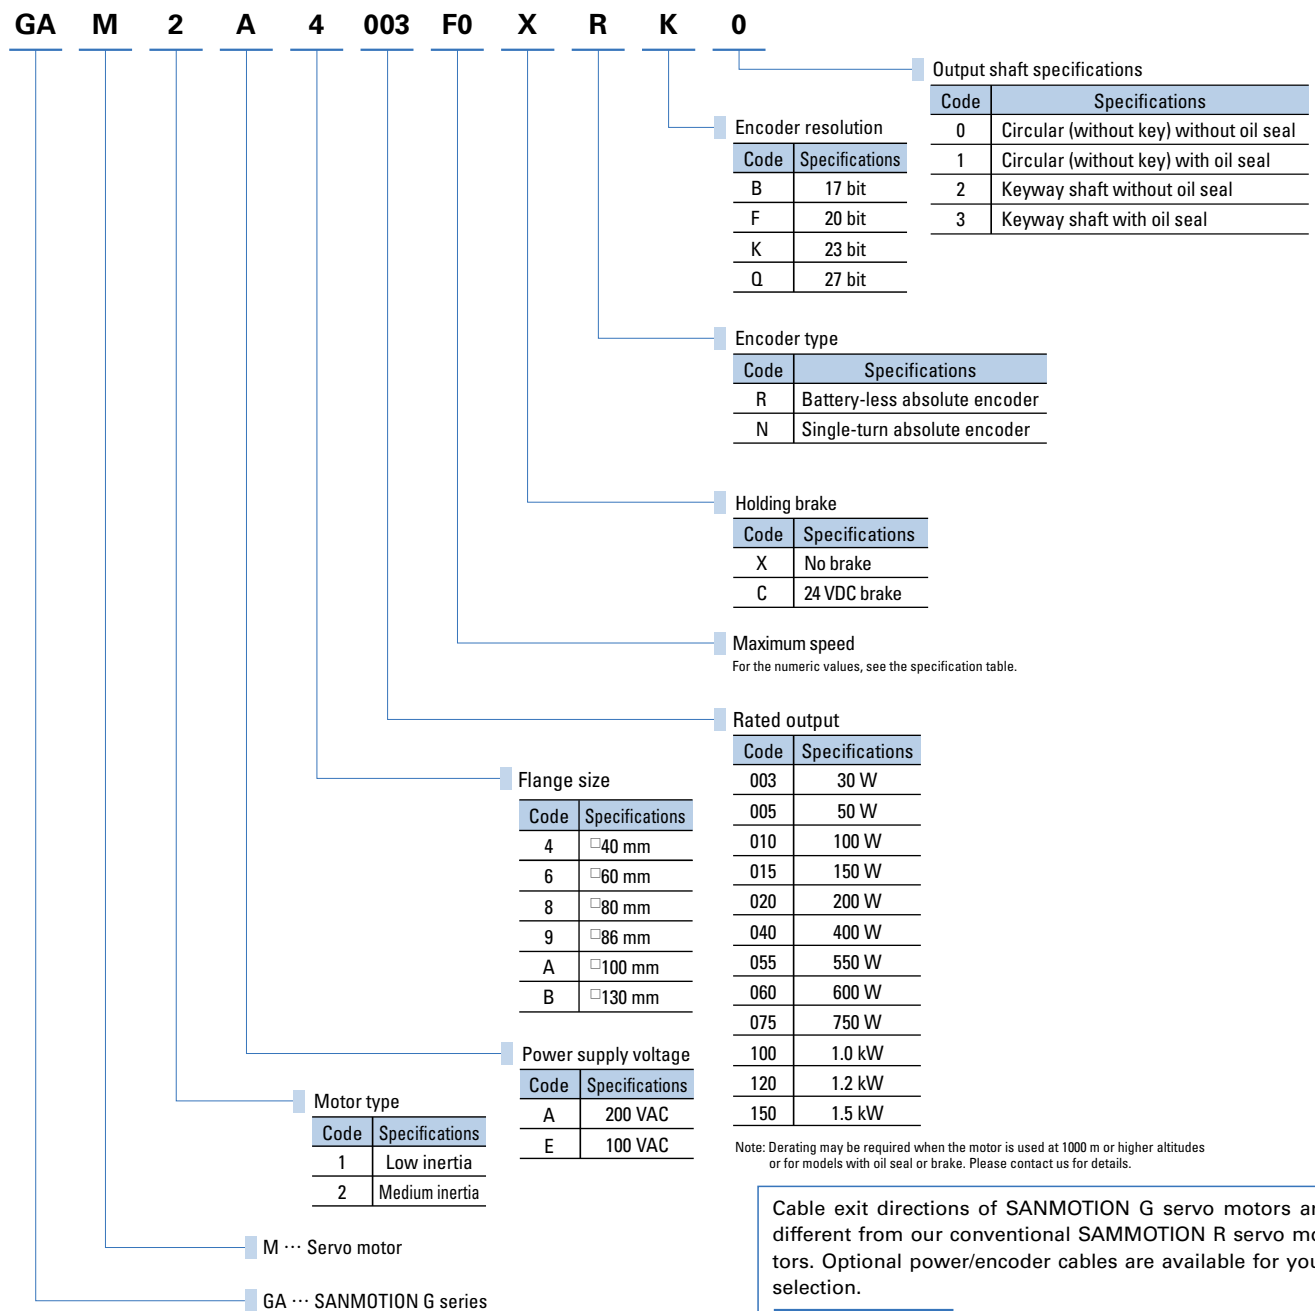 GA M 2 A 4 003 F0 X R K 0
Output shaft specifications
Code Specifications
0 Circular (without key) without oil seal
1 Circular (without key) with oil seal
2 Keyway shaft without oil seal
3 Keyway shaft with oil seal
Encoder resolution
Code Specifications
B 17 bit
F 20 bit
K 23 bit
Q 27 bit
Encoder type
Code Specifications
R Battery-less absolute encoder
N Single-turn absolute encoder
Holding brake
Code Specifications
X No brake
C 24 VDC brake
Maximum speed
For the numeric values, see the specification table.
Rated output
Code Specifications
003 30 W
005 50 W
010 100 W
015 150 W
020 200 W
040 400 W
055 550 W
060 600 W
075 750 W
100 1.0 kW
120 1.2 kW
150 1.5 kW
Note: Derating may be required when the motor is used at 1000 m or higher altitudes
or for models with oil seal or brake. Please contact us for details.
Flange size
Code Specifications
4 □40 mm
6 □60 mm
8 □80 mm
9 □86 mm
A □100 mm
B □130 mm
Power supply voltage
Code Specifications
A 200 VAC
E 100 VAC
Motor type
Code Specifications
1 Low inertia
2 Medium inertia
M ··· Servo motor
GA ··· SANMOTION G series
Cable exit directions of SANMOTION G servo motors
different from our conventional SAMMOTION R servo mo
tors. Optional power/encoder cables are available for
selection.